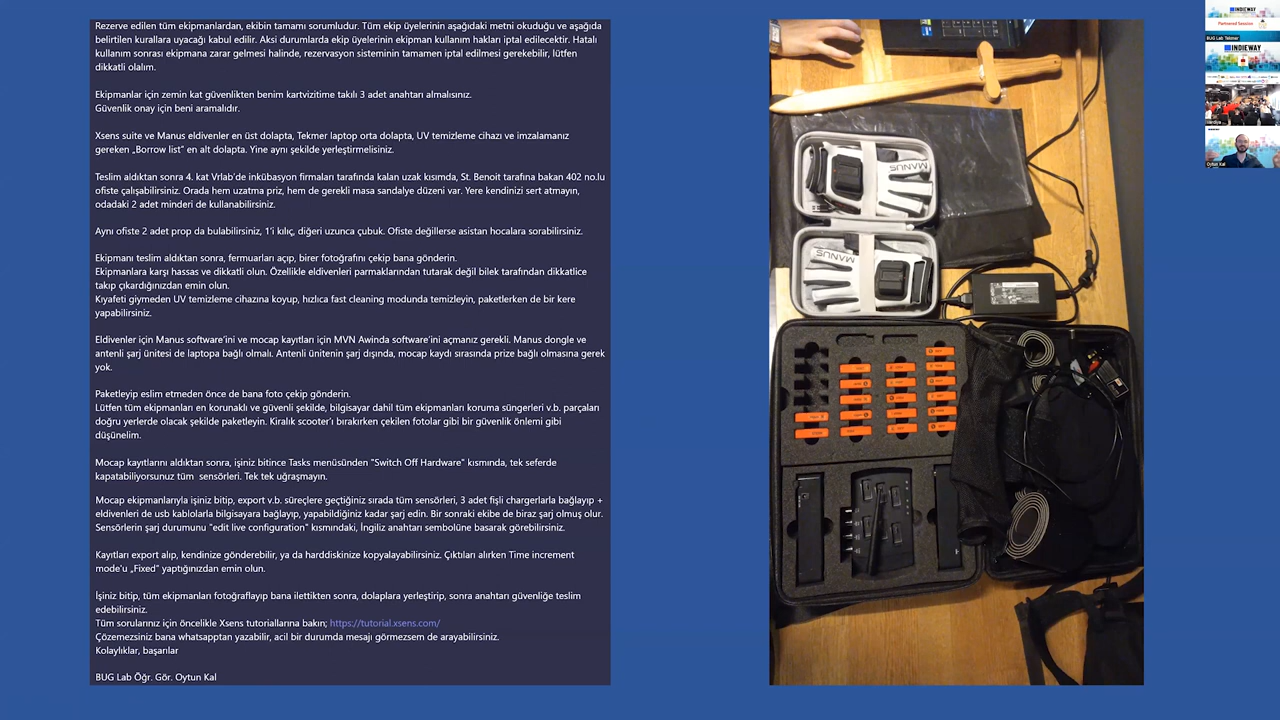 Rezerve edilen tüm ekipmanlardan, ekibin tamamı sorumludur. Tüm ekip üyelerinin aşağıdaki metni okuduğu ve aşağıda
belirtilen kurallara uyacağı kabul edilir. Aksi durumlarda ekip üyelerinin ekipman kullanım hakları iptal edilecektir. Hatalı
kullanım sonrası ekipmana zarar gelmesi halinde, rezervasyon sisteminin tamamen iptal edilmesi gerekebilir, lütfen
dikkatli olalım.
Ekipmanlar için zemin kat güvenlikten benim kartvizitime takılı 3 adet anahtarı almalısınız.
Güvenlik onay için beni aramalıdır.
Xsens suite ve Manus eldivenler en üst dolapta, Tekmer laptop orta dolapta, UV temizleme cihazı ve imzalamanız
gereken „Borrow list" en alt dolapta. Yine aynı şekilde yerleştirmelisiniz.
Teslim aldıktan sonra, Tekmer'de inkübasyon firmaları tarafında kalan uzak kısımda, St. Benoit binasına bakan 402 no.lu
ofiste çalışabilirsiniz. Orada hem uzatma priz, hem de gerekli masa sandalye düzeni var. Yere kendinizi sert atmayın,
odadaki 2 adet minderi de kullanabilirsiniz.
Aynı ofiste 2 adet prop da bulabilirsiniz, 1'i kılıç, diğeri uzunca çubuk. Ofiste değillerse asistan hocalara sorabilirsiniz.
Ekipmanları alınca, fermuarları açıp, birer fotoğrafını çekip bana gönderin.
Lütfen tüm ekipmana dikkat edin. Özellikle eldivenleri parmaklarından tutarak değil bilek tarafından dikkatlice
takıp çıkardığınızdan emin olun.
Kıyafeti giymeden UV temizleme cihazına koyup, 1 defa fast cleaning modunda temizleyin, paketlerken de bir kere
yapabilirsiniz.
Eldivenler için Manus software'ini ve mocap kayıtları için MVN Awinda software'ini açmanız gerekli. Manus dongle ve
antenli şarj ünitesi de laptopa bağlı olmalı. Antenli ünitenin şarj dışında, mocap kaydı sırasında prize bağlı olmasına gerek
yok.
Paketleyip teslim etmeden önce de bana foto çekip gönderin.
Lütfen tüm ekipmanları en korunaklı ve güvenli şekilde, bilgisayar dahil tüm ekipmanları koruma süngerleri v.b. parçaları
doğru yerlerde olacak şekilde paketleyin. Kiralık scooter'ı bırakırken çekilen fotolar gibi bir güvenlik önlemi gibi
düşünelim.
Mocap kayıtlarını aldıktan sonra, işiniz bitince Tasks menüsünden "Switch Off Hardware" kısmında, tek seferde
kapatabiliyorsunuz tüm sensörleri. Tek tek uğraşmayın.
Mocap ekipmanlarıyla işiniz bitip, export v.b. süreçlere geçtiğiniz sırada tüm sensörleri, 3 adet fişli chargerlarla bağlayıp +
eldivenleri de usb kablolarla bilgisayara bağlayıp, yapabildiğiniz kadar şarj edin. Bir sonraki ekibe de biraz şarj olmuş olur.
Sensörlerin şarj durumunu "edit live configuration" kısmındaki, İngiliz anahtarı sembolüne basarak görebilirsiniz.
Kayıtları export alıp, kendinize gönderebilir, ya da harddiskinize kopyalayabilirsiniz. Çıktıları alırken Time increment
mode'u „Fixed" yaptığınızdan emin olun.
İşiniz bitip, tüm ekipmanları fotoğraflayıp bana ilettikten sonra, dolaplara yerleştirip, sonra anahtarı güvenliğe teslim
edebilirsiniz.
Tüm sorularınız için öncelikle Xsens tutoriallarına bakın; https://tutorial.xsens.com/
Çözemezsiniz bana whatsapptan yazabilir, acil bir durumda mesajı görmezsem de arayabilirsiniz.
Kolaylıklar, başarılar
BUG Lab Öğr. Gör. Oytun Kal
MANUS
MANUS
INDIEWAY
Partnered Session
BUG Lab Tekmer
INDIEWAY
Oytun Kal